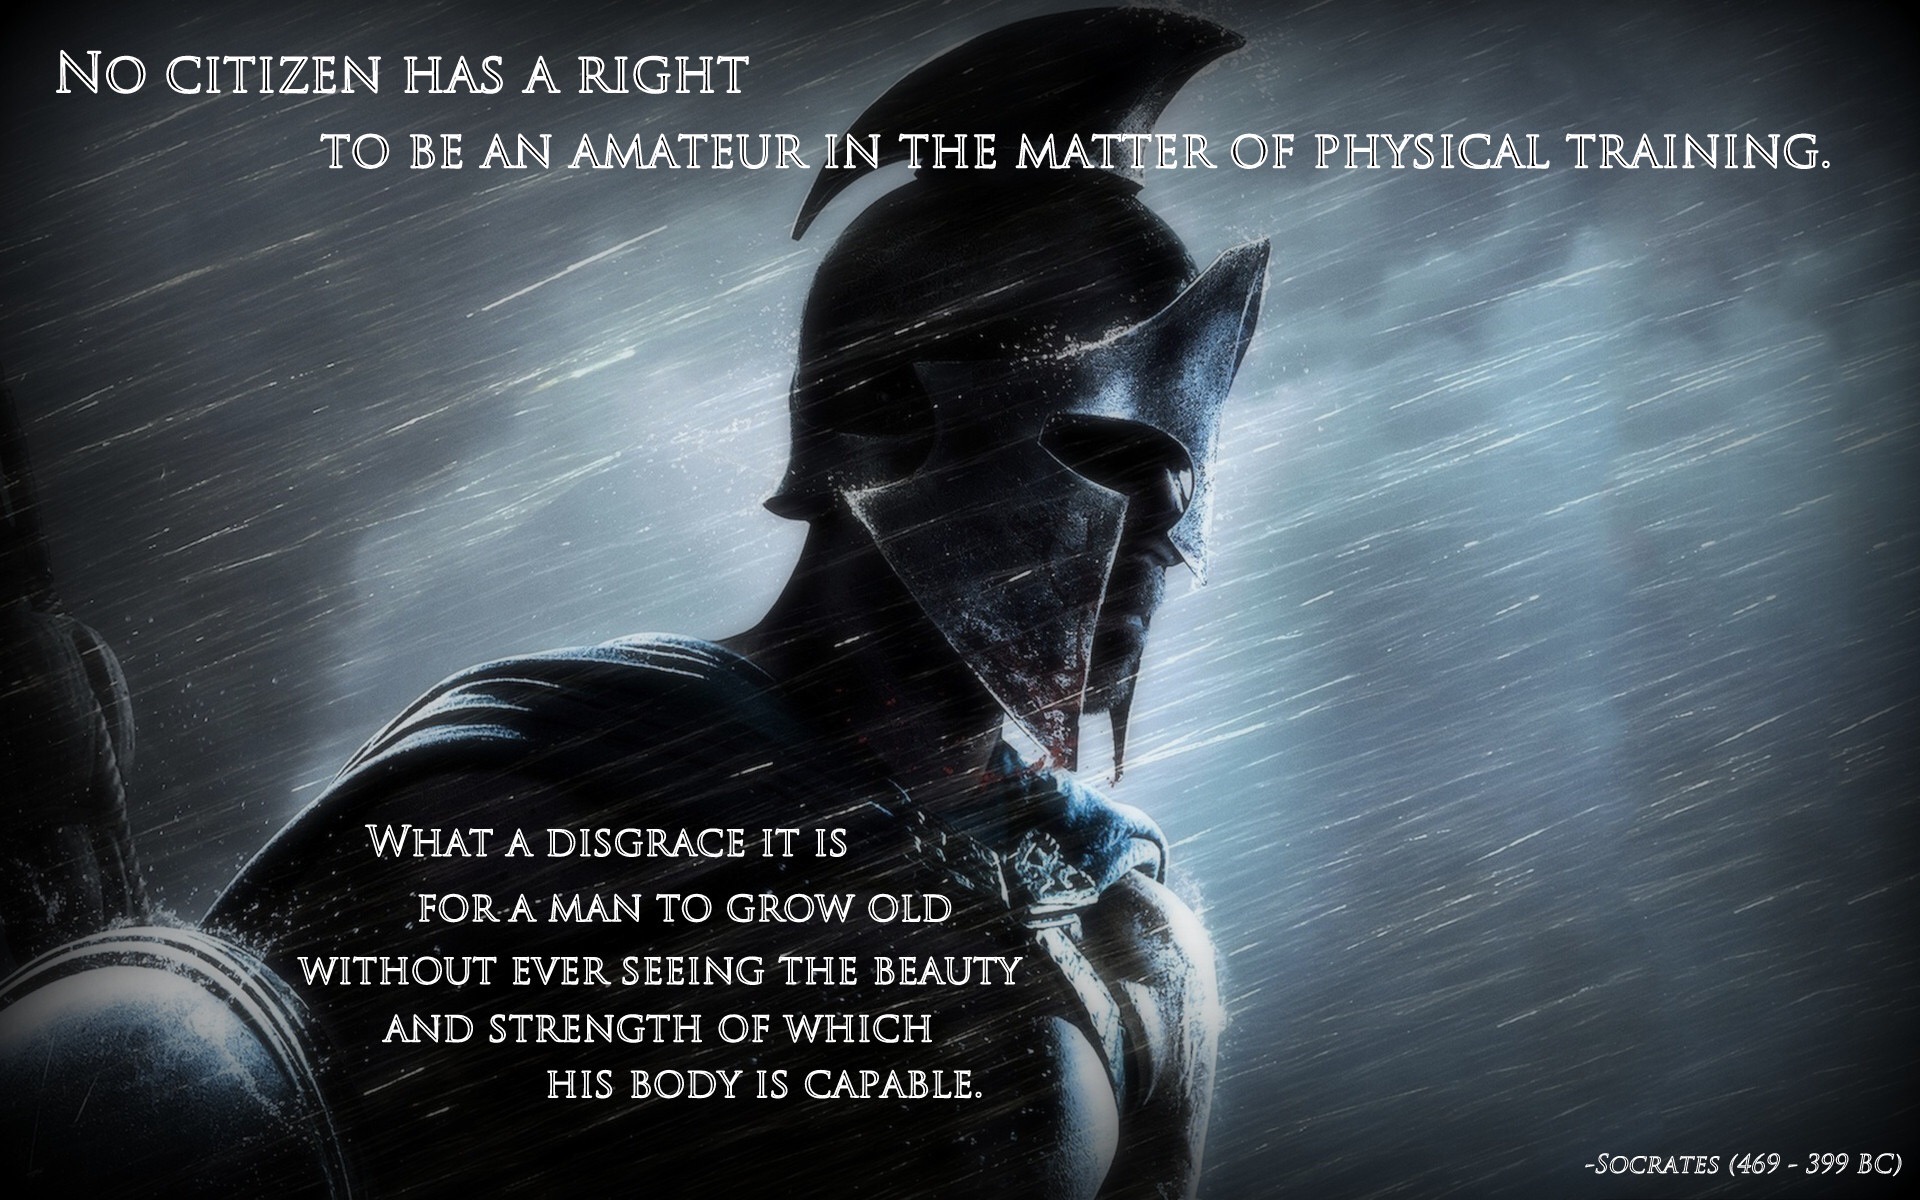 No citizen has a right
to be an amateur in the matter of physical training.
What a disgrace it is
for a man to grow old
without ever seeing the beauty
and strength of which
his body is capable.
-Socrates (469 - 399 BC)